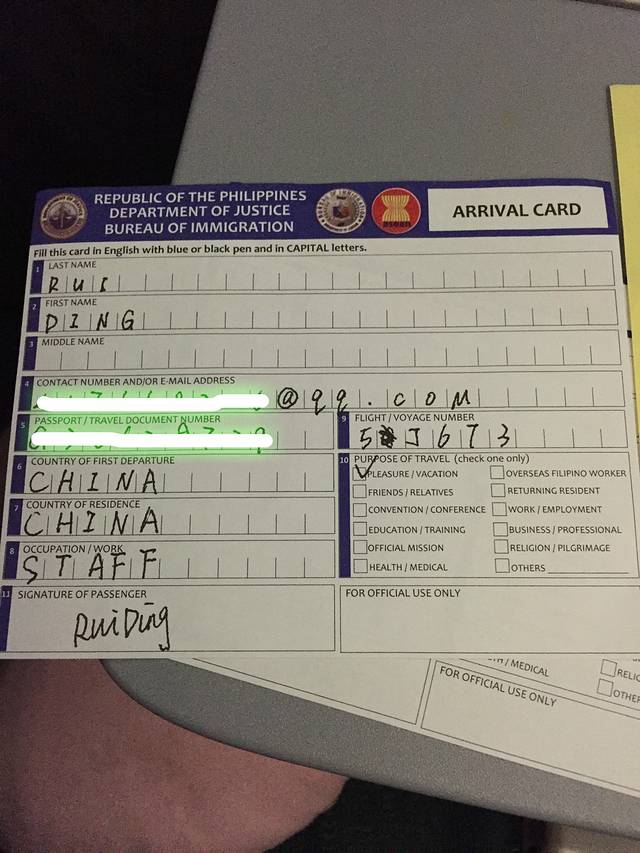 REPUBLIC OF THE PHILIPPINES
DEPARTMENT OF JUSTICE
BUREAU OF IMMIGRATION
asean
ARRIVAL CARD
Fill this card in English with blue or black pen and in CAPITAL letters.
1 LAST NAME
RUI
2 FIRST NAME
DING
3 MIDDLE NAME
4 CONTACT NUMBER AND/OR E-MAIL ADDRESS
@qq.COM
5 PASSPORT / TRAVEL DOCUMENT NUMBER
9 FLIGHT / VOYAGE NUMBER
5J673
6 COUNTRY OF FIRST DEPARTURE
CHINA
7 COUNTRY OF RESIDENCE
CHINA
8 OCCUPATION / WORK
STAFF
10 PURPOSE OF TRAVEL (check one only)
PLEASURE / VACATION
OVERSEAS FILIPINO WORKER
FRIENDS / RELATIVES
RETURNING RESIDENT
CONVENTION / CONFERENCE
WORK / EMPLOYMENT
EDUCATION / TRAINING
BUSINESS / PROFESSIONAL
OFFICIAL MISSION
RELIGION / PILGRIMAGE
HEALTH / MEDICAL
OTHERS
11 SIGNATURE OF PASSENGER
RuiDing
FOR OFFICIAL USE ONLY
/ MEDICAL
FOR OFFICIAL USE ONLY